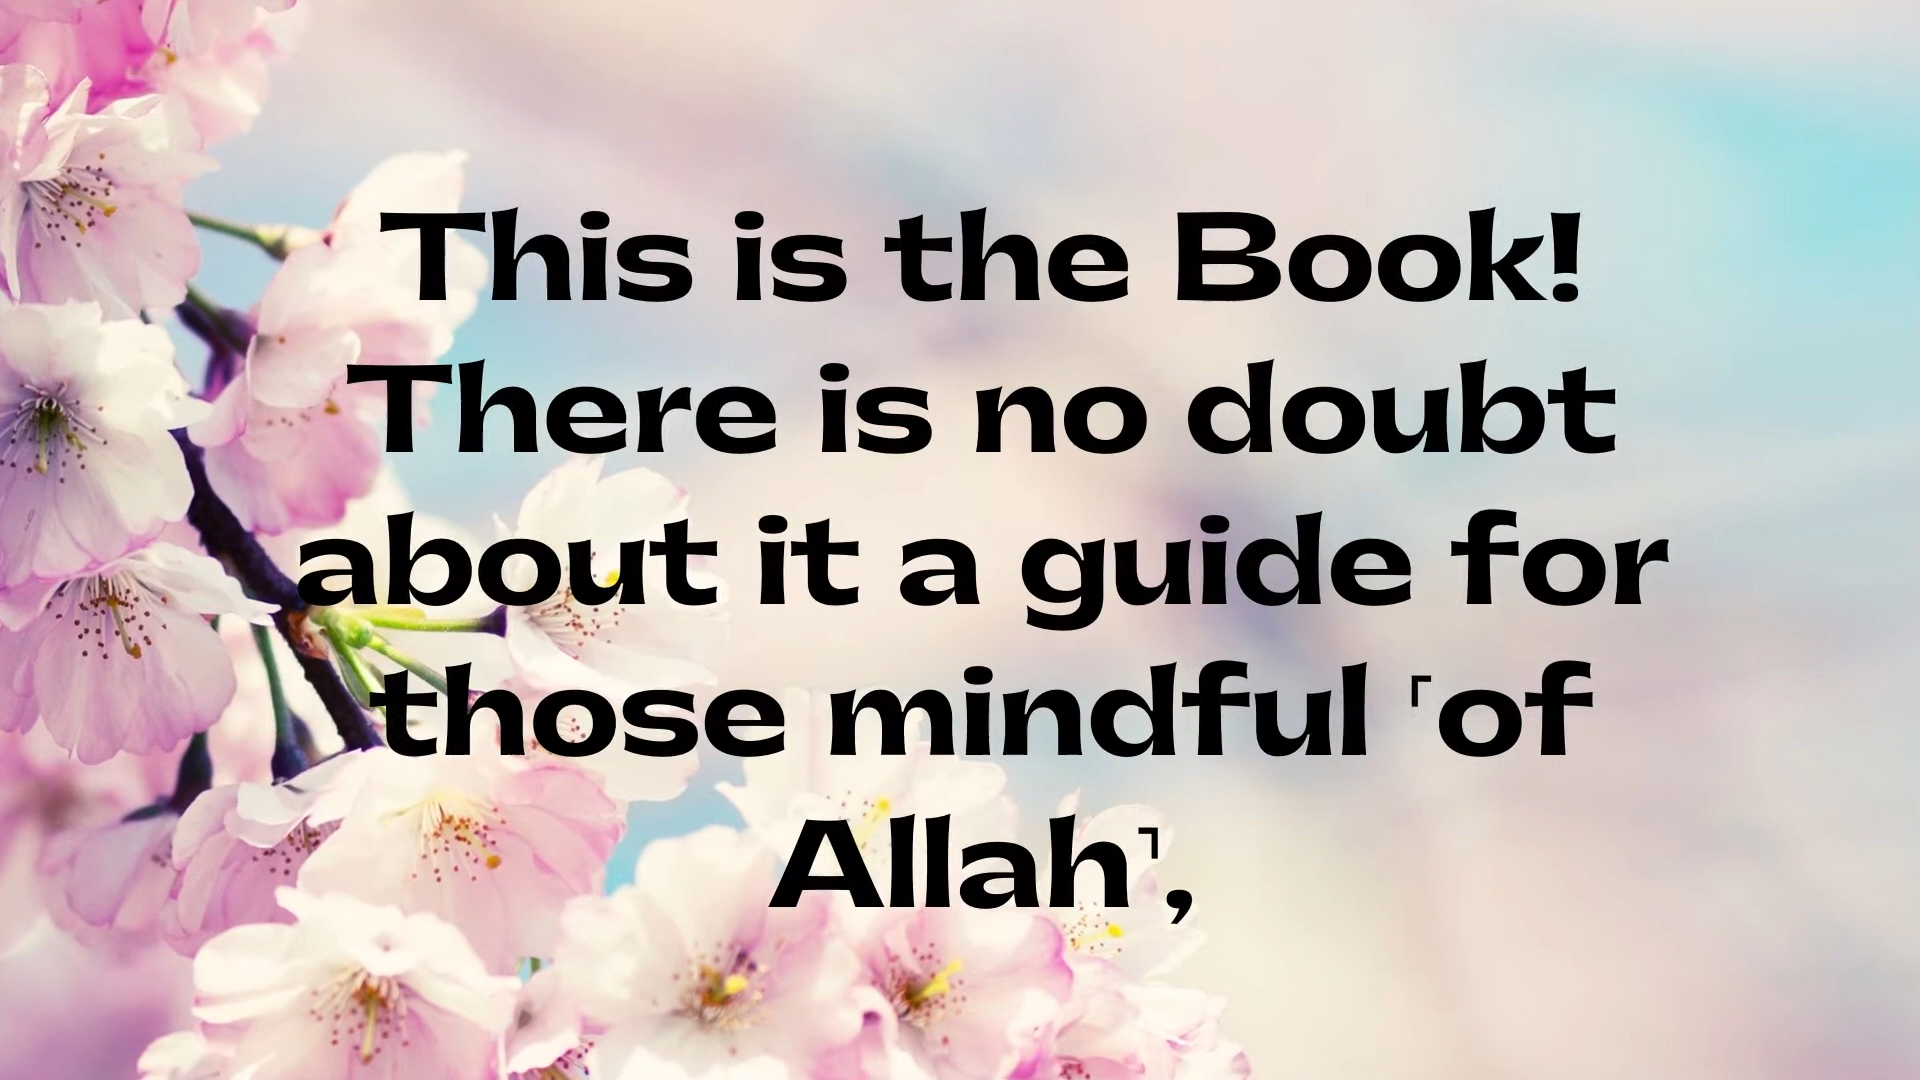 This is the Book!
There is no doubt
about it a guide for
those mindful ˹of
Allah˺,